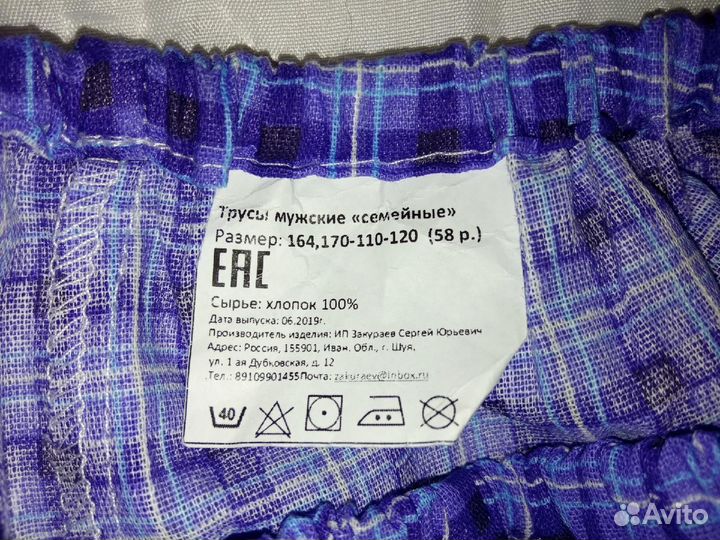 Трусы мужские «семейные»
Размер: 164,170-110-120 (58 р.)
EAC
Сырье: хлопок 100%
Дата выпуска: 06.2019г.
Производитель изделия: ИП Закураев Сергей Юрьевич
Адрес: Россия, 155901, Иван. Обл., г. Шуя,
ул. 1 ая Дубковская, д. 12
Тел.: 89109901455Почта: zakuraev@inbox.ru
40
Avito